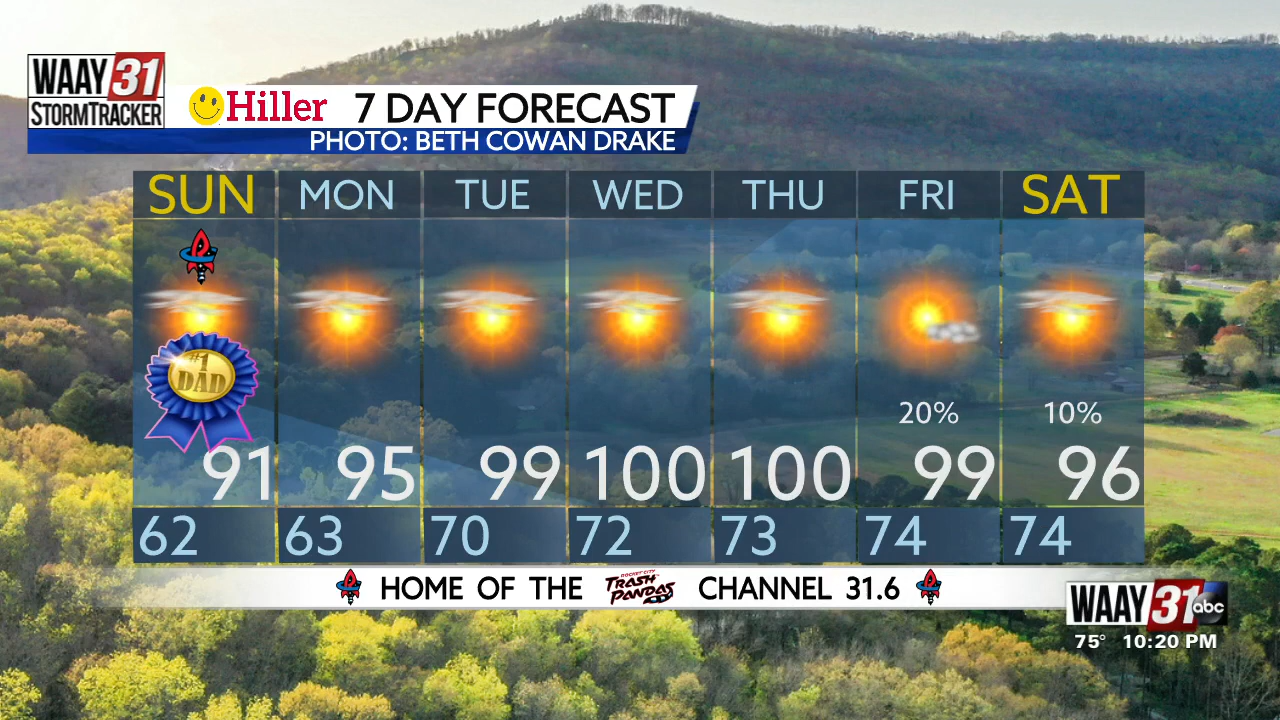 WAAY 31
STORMTRACKER
Hiller 7 DAY FORECAST
PHOTO: BETH COWAN DRAKE
SUN MON TUE WED THU FRI SAT
#1
DAD
20% 10%
91 95 99 100 100 99 96
62 63 70 72 73 74 74
HOME OF THE ROCKET CITY TRASH PANDAS CHANNEL 31.6
WAAY 31 abc
75° 10:20 PM